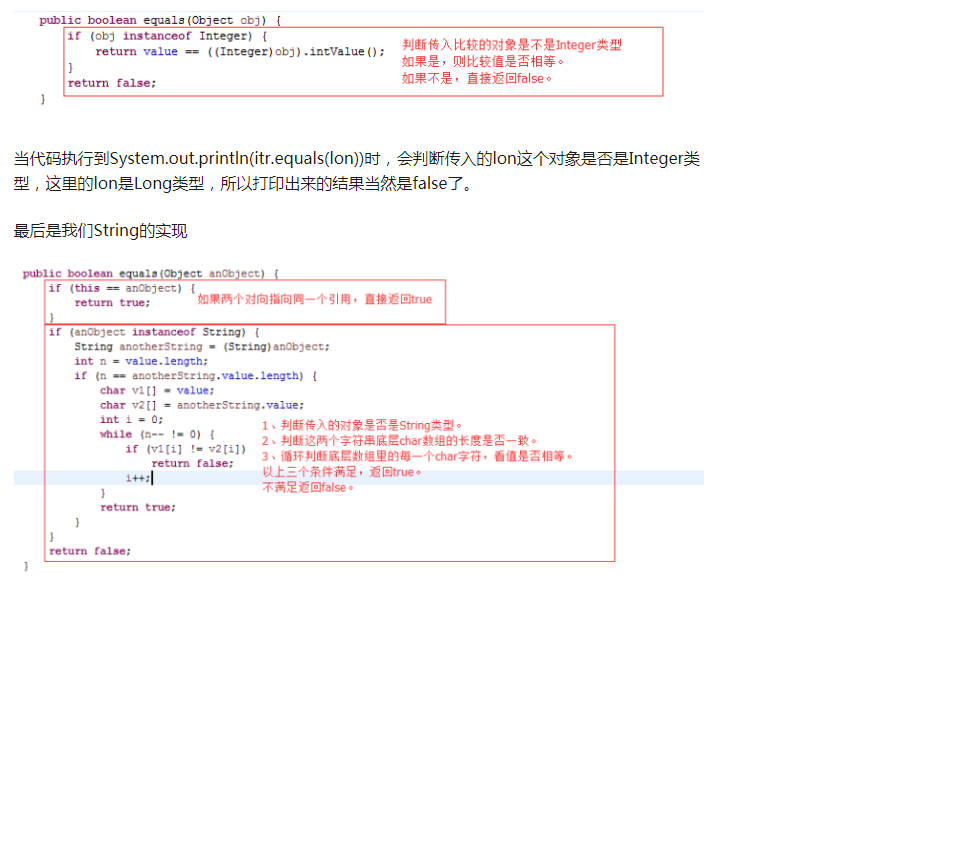 public boolean equals(Object obj) {
if (obj instanceof Integer) {
return value == ((Integer)obj).intValue();
}
return false;
}
判断传入比较的对象是不是Integer类型
如果是，则比较值是否相等。
如果不是，直接返回false。
当代码执行到System.out.println(itr.equals(lon))时，会判断传入的lon这个对象是否是Integer类
型，这里的lon是Long类型，所以打印出来的结果当然是false了。
最后是我们String的实现
public boolean equals(Object anObject) {
if (this == anObject) {
return true;
}
如果两个对向指向同一个引用，直接返回true
if (anObject instanceof String) {
String anotherString = (String)anObject;
int n = value.length;
if (n == anotherString.value.length) {
char v1[] = value;
char v2[] = anotherString.value;
int i = 0;
while (n-- != 0) {
if (v1[i] != v2[i])
return false;
i++;
}
return true;
}
}
return false;
}
1、判断传入的对象是否是String类型。
2、判断这两个字符串底层char数组的长度是否一致。
3、循环判断底层数组里的每一个char字符，看值是否相等。
以上三个条件满足，返回true。
不满足返回false。